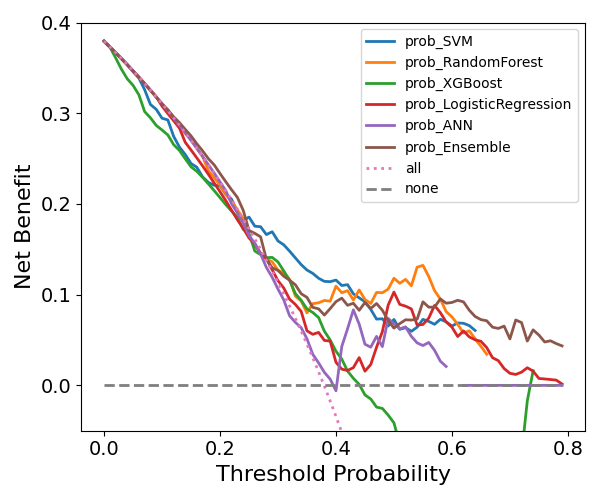 0.4
0.3
0.2
0.1
0.0
Net Benefit
prob_SVM
prob_RandomForest
prob_XGBoost
prob_LogisticRegression
prob_ANN
prob_Ensemble
all
none
0.0 0.2 0.4 0.6 0.8
Threshold Probability